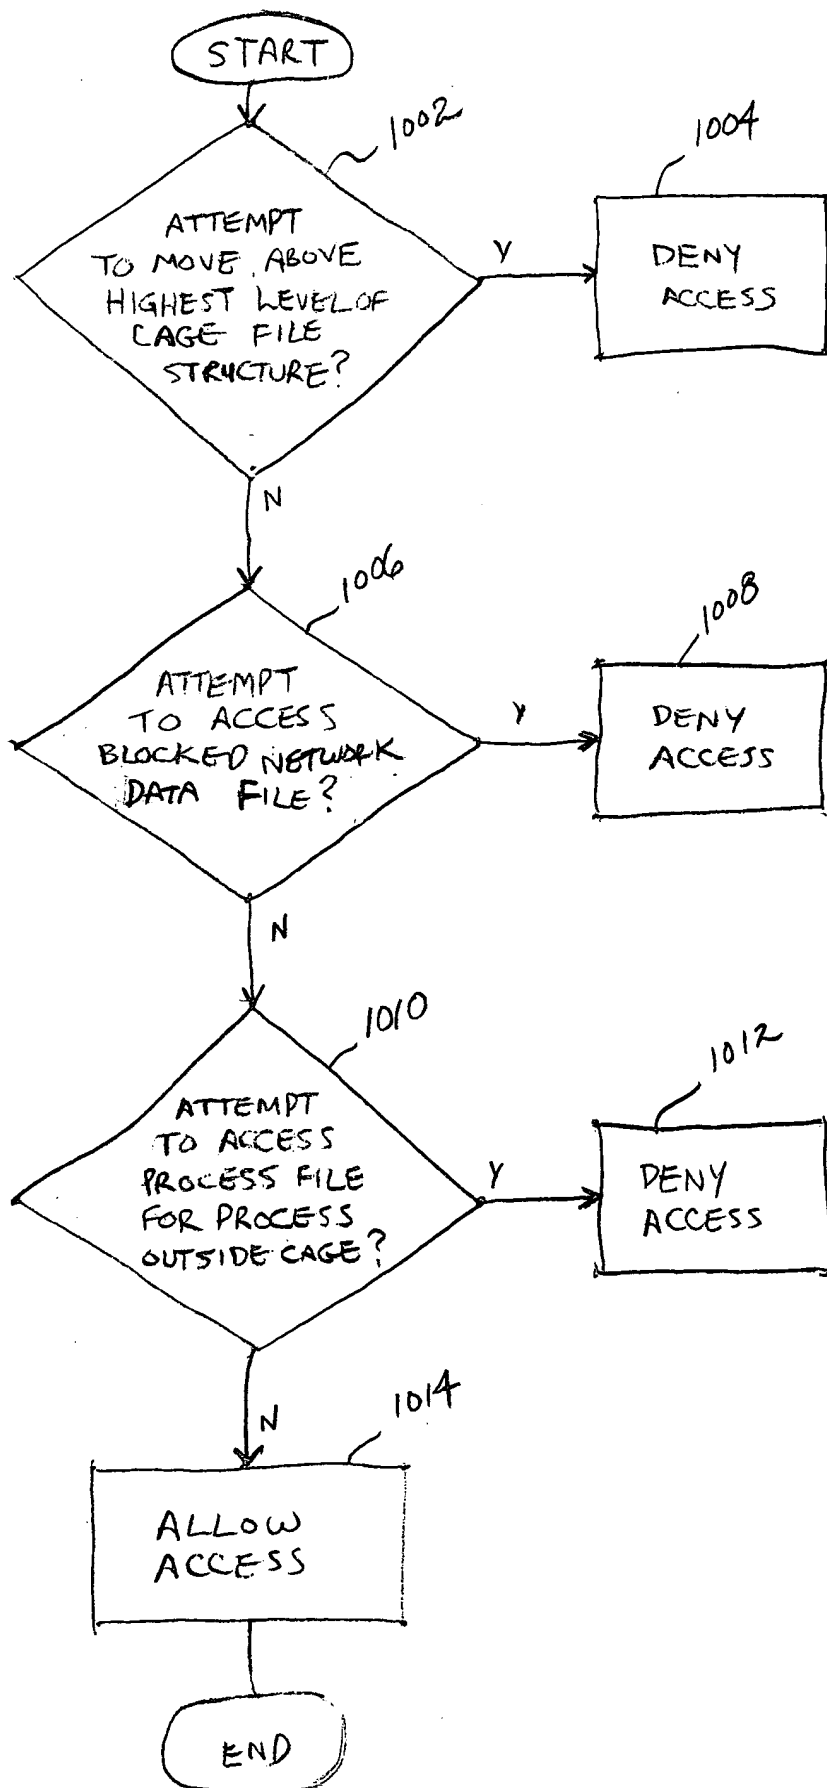 START
1002
1004
ATTEMPT
TO MOVE ABOVE
HIGHEST LEVEL OF
CAGE FILE
STRUCTURE?
Y
DENY
ACCESS
N
1006
1008
ATTEMPT
TO ACCESS
BLOCKED NETWORK
DATA FILE?
Y
DENY
ACCESS
N
1010
1012
ATTEMPT
TO ACCESS
PROCESS FILE
FOR PROCESS
OUTSIDE CAGE?
Y
DENY
ACCESS
N
1014
ALLOW
ACCESS
END